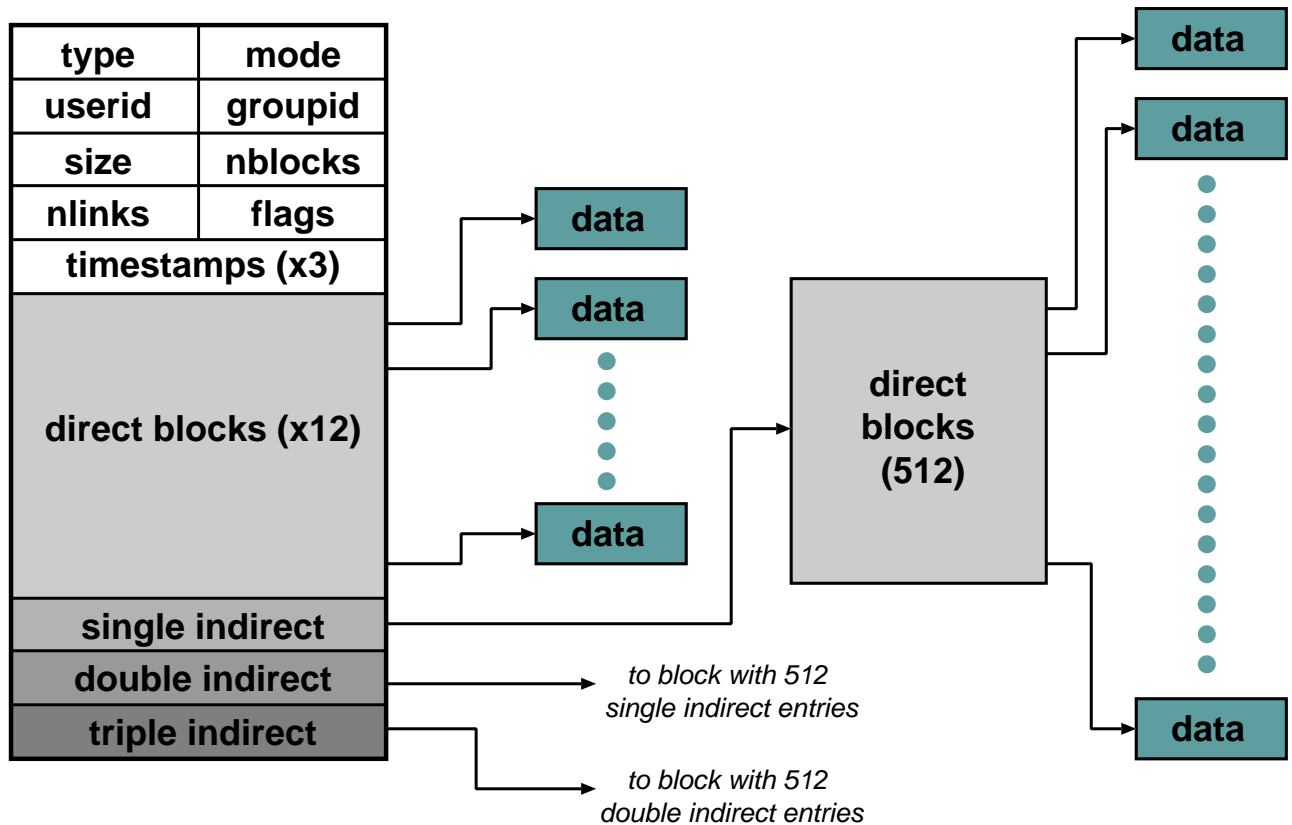 type mode
userid groupid
size nblocks
nlinks flags
timestamps (x3)
direct blocks (x12)
single indirect
double indirect
triple indirect
data
data
data
to block with 512
single indirect entries
to block with 512
double indirect entries
direct
blocks
(512)
data
data
data